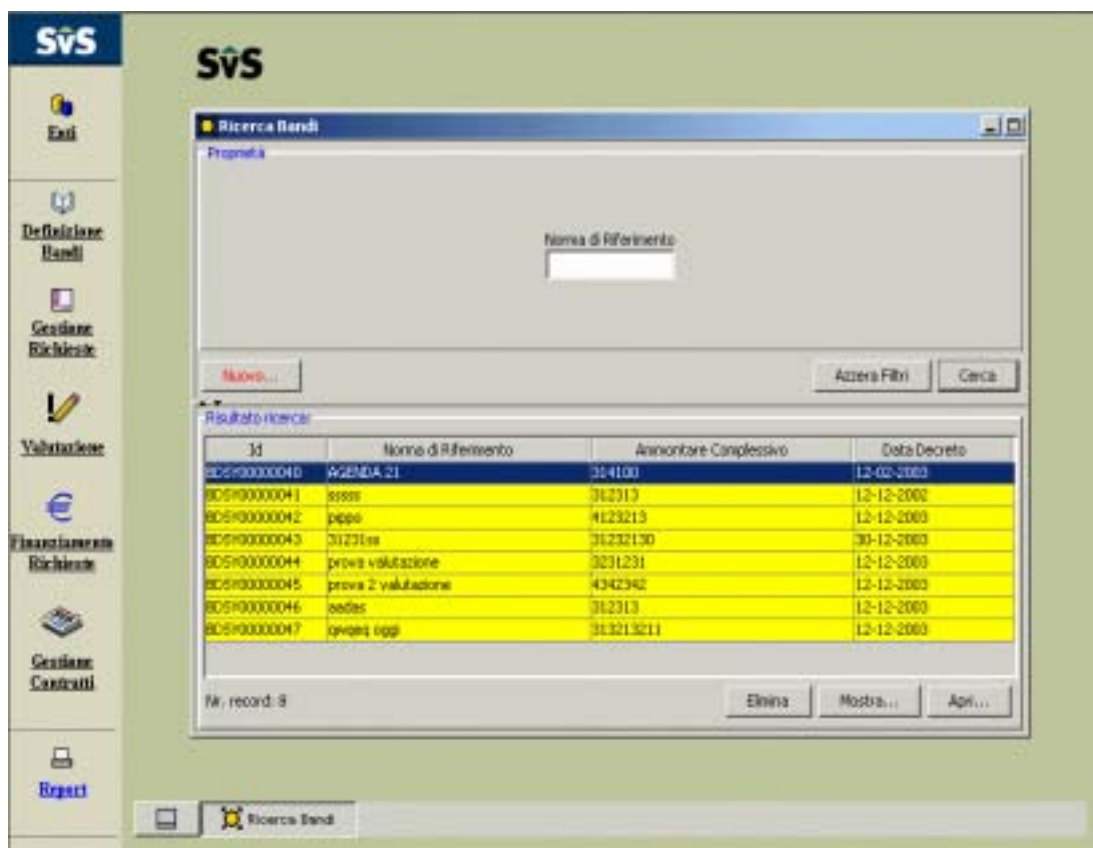 SvS
Enti
Definizione
Bandi
Gestione
Richieste
Valutazione
Finanziamento
Richieste
Gestione
Contratti
Report
SvS
Ricerca Bandi
Proprietà
Norma di Riferimento
Nuovo...
Azzera Filtri
Cerca
Risultato ricerca:
Id Norma di Riferimento Ammontare Complessivo Data Decreto
BDSY00000040 AGENDA 21 314100 12-02-2003
BDSY00000041 sssss 312313 12-12-2002
BDSY00000042 pippo 4123213 12-12-2003
BDSY00000043 31231ss 31232130 30-12-2003
BDSY00000044 prova valutazione 3231231 12-12-2003
BDSY00000045 prova 2 valutazione 4342342 12-12-2003
BDSY00000046 312313 12-12-2003
BDSY00000047 oggi 313213211 12-12-2003
Nr. record: 8
Elimina
Mostra...
Apri...
Ricerca Bandi